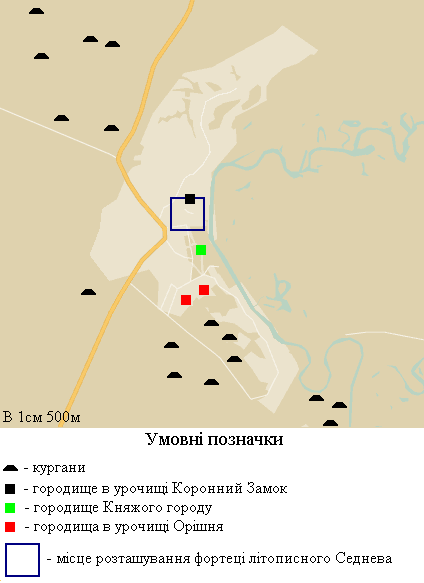 В 1см 500м
Умовні позначки
- кургани
- городище в урочищі Коронний Замок
- городище Княжого городу
- городища в урочищі Орішня
- місце розташування фортеці літописного Седнева